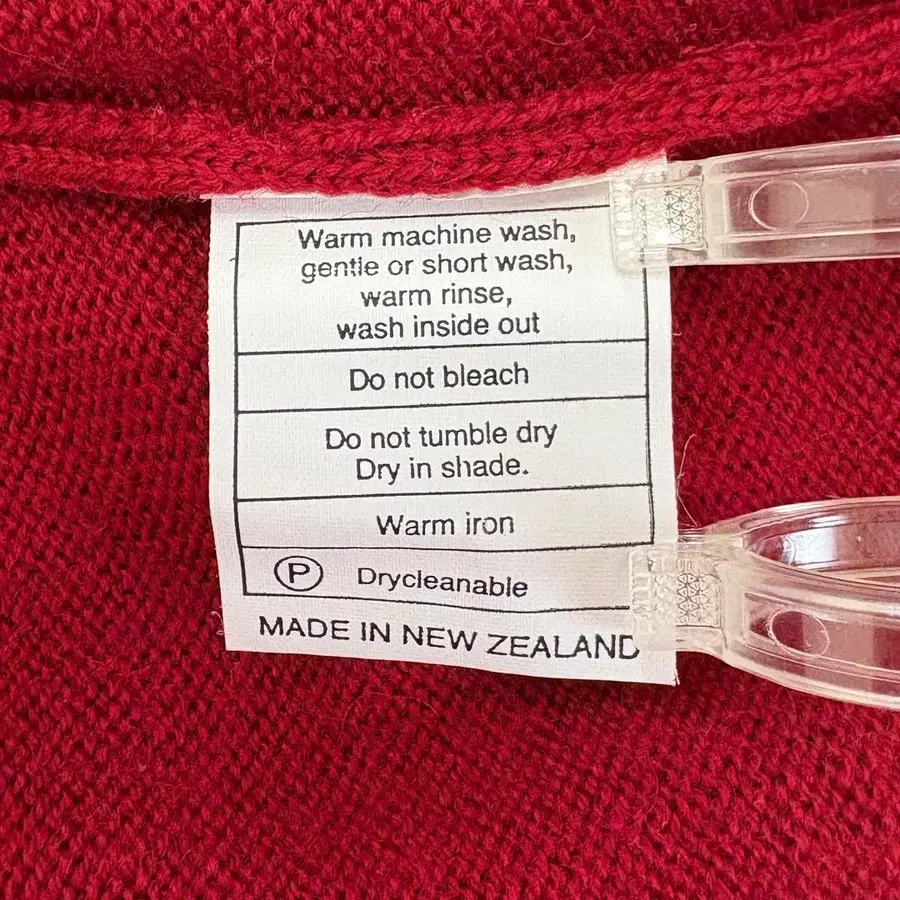 Warm machine wash,
gentle or short wash,
warm rinse,
wash inside out
Do not bleach
Do not tumble dry
Dry in shade.
Warm iron
P Drycleanable
MADE IN NEW ZEALAND